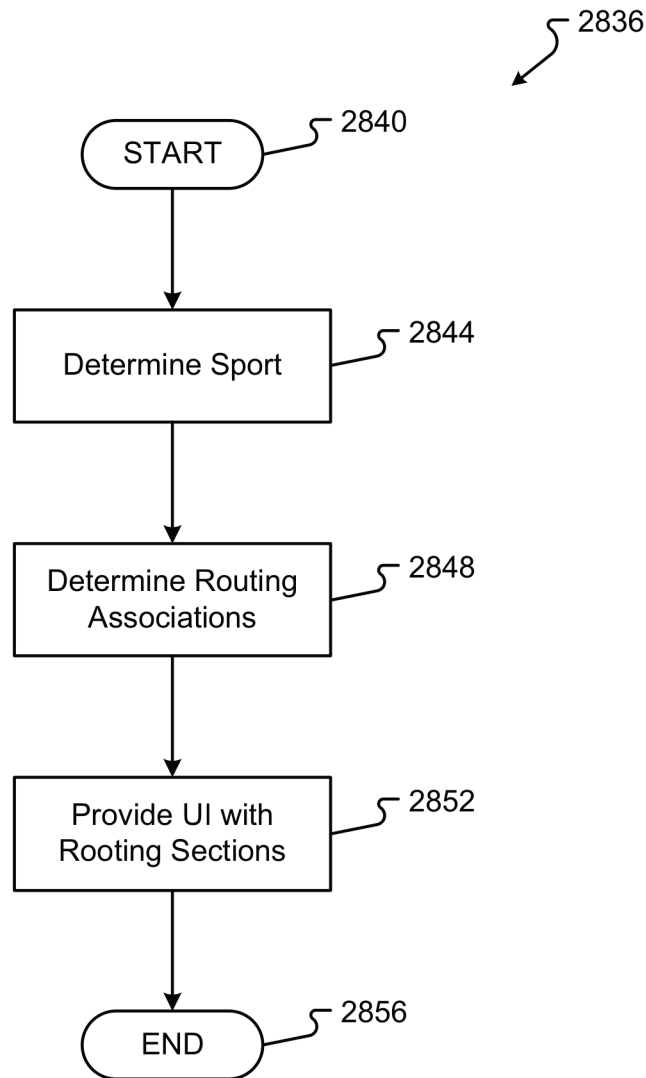 2836
START
2840
Determine Sport
2844
Determine Routing
Associations
2848
Provide UI with
Rooting Sections
2852
END
2856